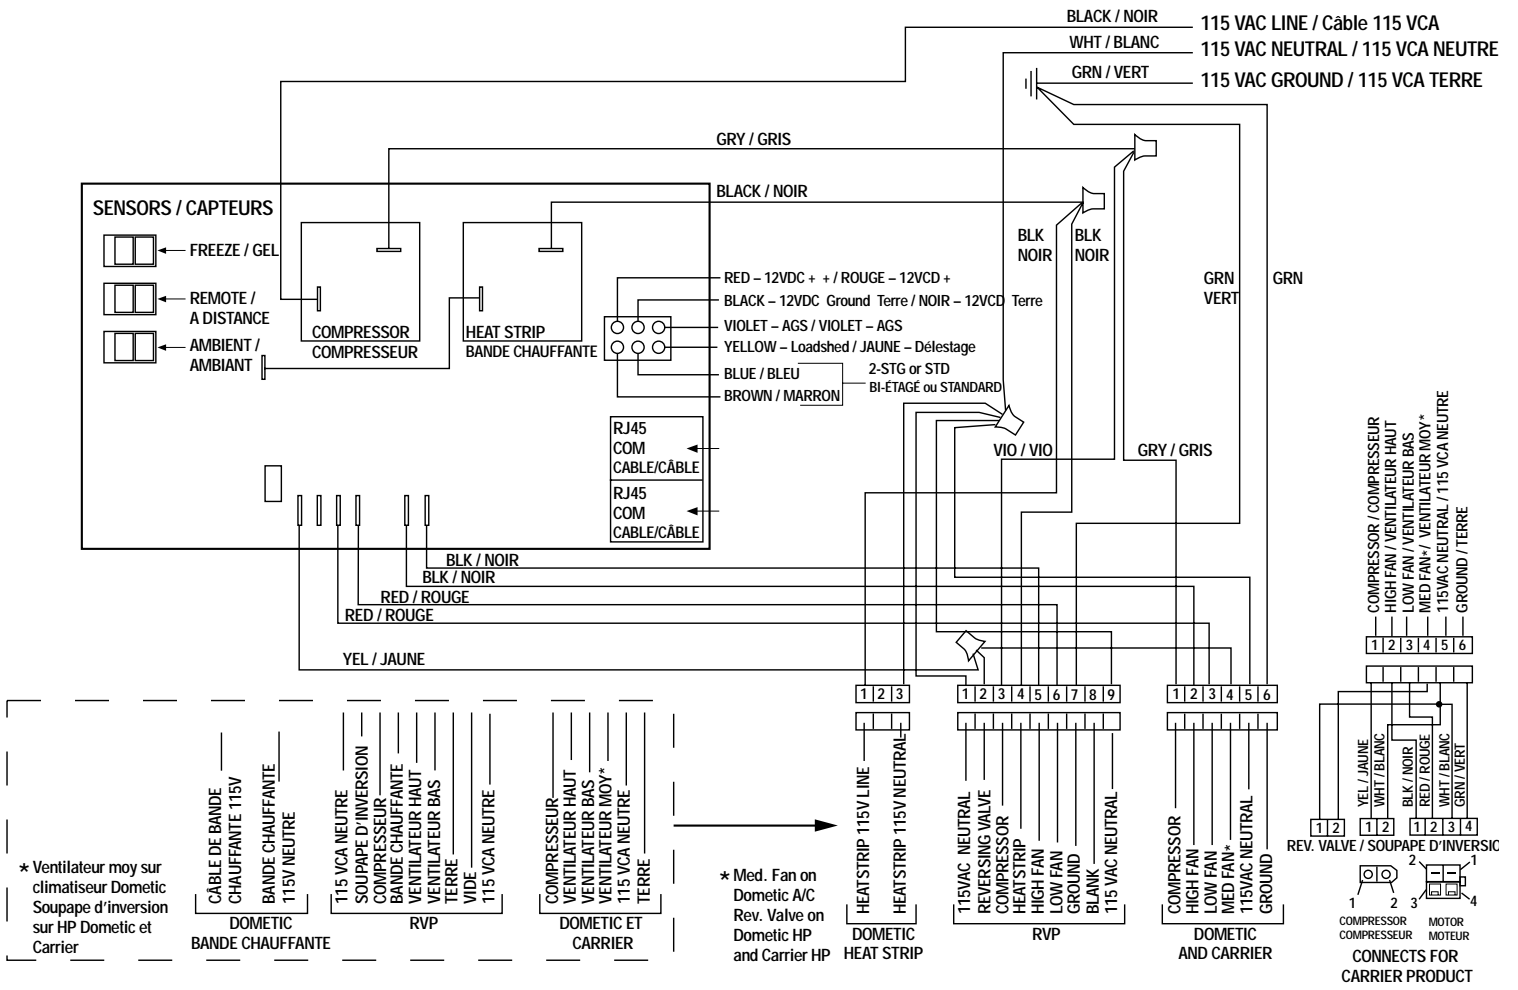 BLACK / NOIR
115 VAC LINE / Câble 115 VCA
WHT / BLANC
115 VAC NEUTRAL / 115 VCA NEUTRE
GRN / VERT
115 VAC GROUND / 115 VCA TERRE
GRY / GRIS
BLACK / NOIR
SENSORS / CAPTEURS
FREEZE / GEL
REMOTE /
A DISTANCE
AMBIENT /
AMBIANT
COMPRESSOR
COMPRESSEUR
HEAT STRIP
BANDE CHAUFFANTE
BLK
NOIR
BLK
NOIR
GRN
VERT
GRN
RED – 12VDC + + / ROUGE – 12VCD +
BLACK – 12VDC Ground Terre / NOIR – 12VCD Terre
VIOLET – AGS / VIOLET – AGS
YELLOW – Loadshed / JAUNE – Délestage
BLUE / BLEU
BROWN / MARRON
2-STG or STD
BI-ÉTAGÉ ou STANDARD
RJ45
COM
CABLE/CÂBLE
RJ45
COM
CABLE/CÂBLE
VIO / VIO
GRY / GRIS
BLK / NOIR
BLK / NOIR
RED / ROUGE
RED / ROUGE
YEL / JAUNE
COMPRESSOR / COMPRESSEUR
HIGH FAN / VENTILATEUR HAUT
LOW FAN / VENTILATEUR BAS
MED FAN* / VENTILATEUR MOY*
115VAC NEUTRAL / 115 VCA NEUTRE
GROUND / TERRE
1 2 3 4 5 6
1 2 3
1 2 3 4 5 6 7 8 9
1 2 3 4 5 6
YEL / JAUNE
WHT / BLANC
BLK / NOIR
RED / ROUGE
WHT / BLANC
GRN / VERT
1 2
1 2
1 2 3 4
REV. VALVE / SOUPAPE D'INVERSIO
1 2
COMPRESSOR
COMPRESSEUR
2 1
3 4
MOTOR
MOTEUR
CONNECTS FOR
CARRIER PRODUCT
* Ventilateur moy sur
climatiseur Dometic
Soupape d'inversion
sur HP Dometic et
Carrier
CÂBLE DE BANDE
CHAUFFANTE 115V
BANDE CHAUFFANTE
115V NEUTRE
DOMETIC
BANDE CHAUFFANTE
115 VCA NEUTRE
SOUPAPE D'INVERSION
COMPRESSEUR
BANDE CHAUFFANTE
VENTILATEUR HAUT
VENTILATEUR BAS
TERRE
VIDE
115 VCA NEUTRE
RVP
COMPRESSEUR
VENTILATEUR HAUT
VENTILATEUR BAS
VENTILATEUR MOY*
115 VCA NEUTRE
TERRE
DOMETIC ET
CARRIER
* Med. Fan on
Dometic A/C
Rev. Valve on
Dometic HP
and Carrier HP
HEATSTRIP 115V LINE
HEATSTRIP 115V NEUTRAL
DOMETIC
HEAT STRIP
115VAC NEUTRAL
REVERSING VALVE
COMPRESSOR
HEATSTRIP
HIGH FAN
LOW FAN
GROUND
BLANK
115 VAC NEUTRAL
RVP
COMPRESSOR
HIGH FAN
LOW FAN
MED FAN*
115VAC NEUTRAL
GROUND
DOMETIC
AND CARRIER